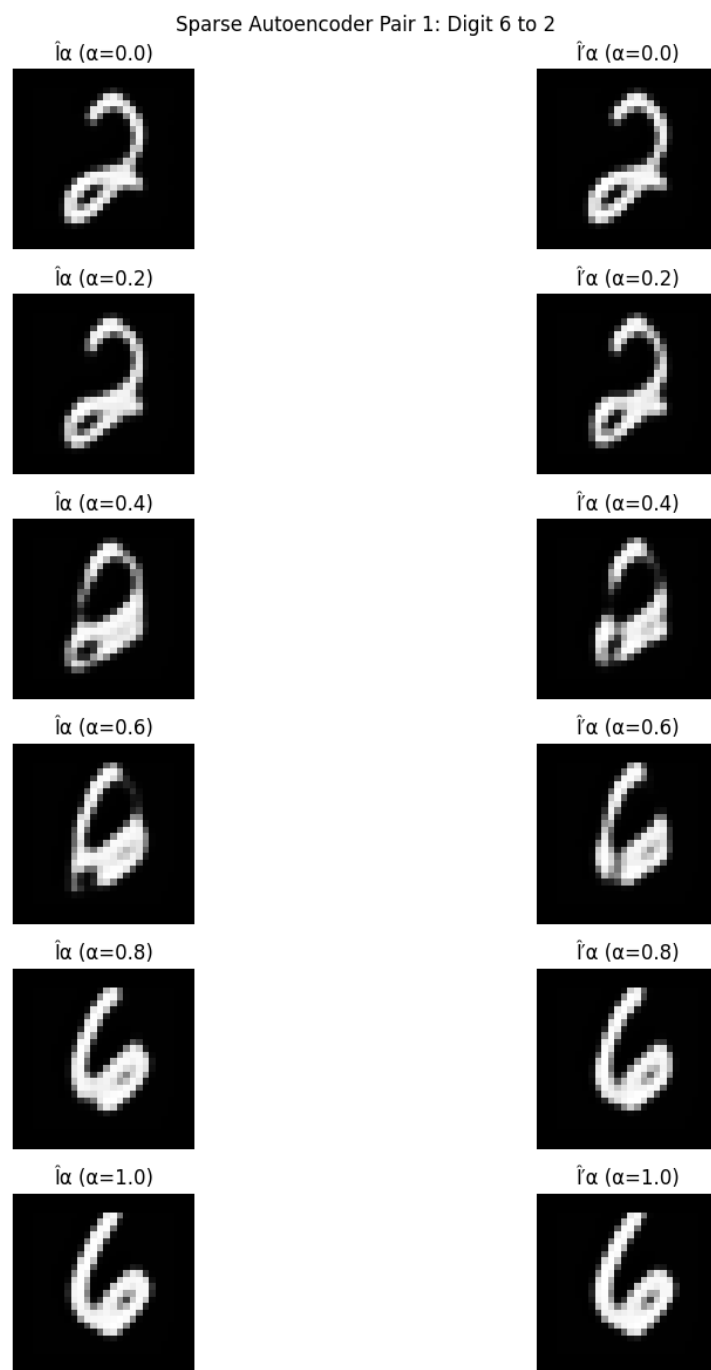 Sparse Autoencoder Pair 1: Digit 6 to 2
Îα (α=0.0) Î′α (α=0.0)
Îα (α=0.2) Î′α (α=0.2)
Îα (α=0.4) Î′α (α=0.4)
Îα (α=0.6) Î′α (α=0.6)
Îα (α=0.8) Î′α (α=0.8)
Îα (α=1.0) Î′α (α=1.0)